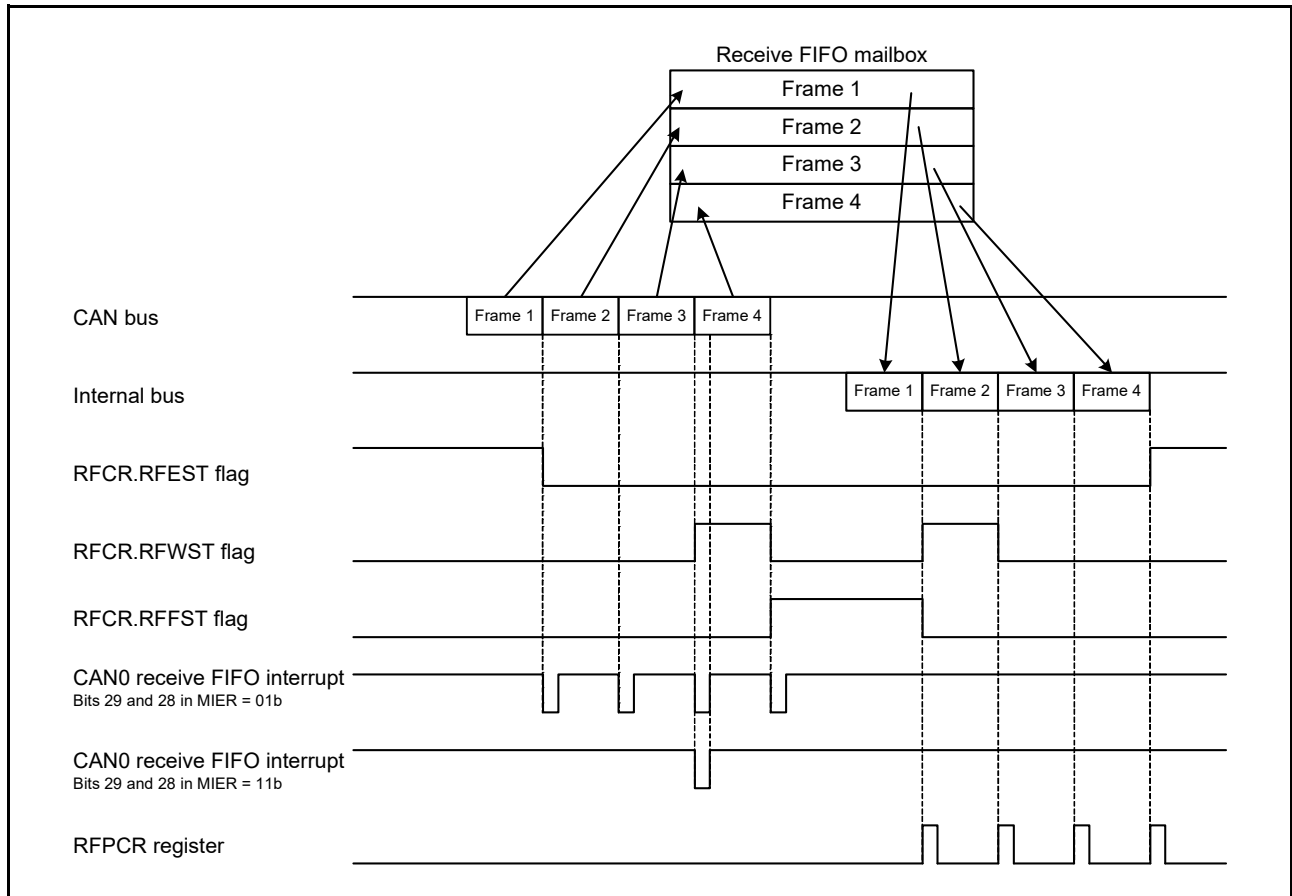 Receive FIFO mailbox
Frame 1
Frame 2
Frame 3
Frame 4
CAN bus
Frame 1 Frame 2 Frame 3 Frame 4
Internal bus
Frame 1 Frame 2 Frame 3 Frame 4
RFCR.RFEST flag
RFCR.RFWST flag
RFCR.RFFST flag
CAN0 receive FIFO interrupt
Bits 29 and 28 in MIER = 01b
CAN0 receive FIFO interrupt
Bits 29 and 28 in MIER = 11b
RFPCR register